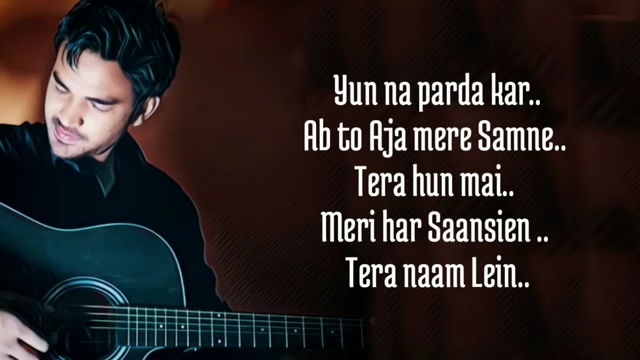 Yun na parda kar..
Ab to Aja mere Samne..
Tera hun mai..
Meri har Saansien ..
Tera naam Lein..